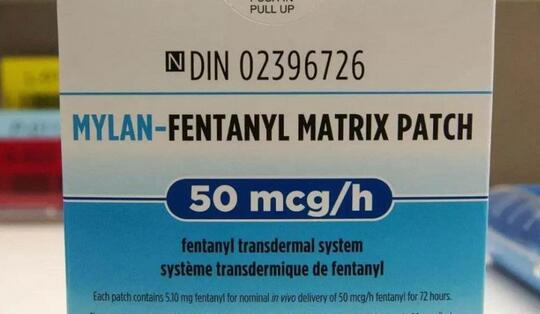 PULL UP
N DIN 02396726
MYLAN-FENTANYL MATRIX PATCH
50 mcg/h
fentanyl transdermal system
système transdermique de fentanyl
Each patch contains 5.10 mg fentanyl for nominal in vivo delivery of 50 mcg/h fentanyl for 72 hours.